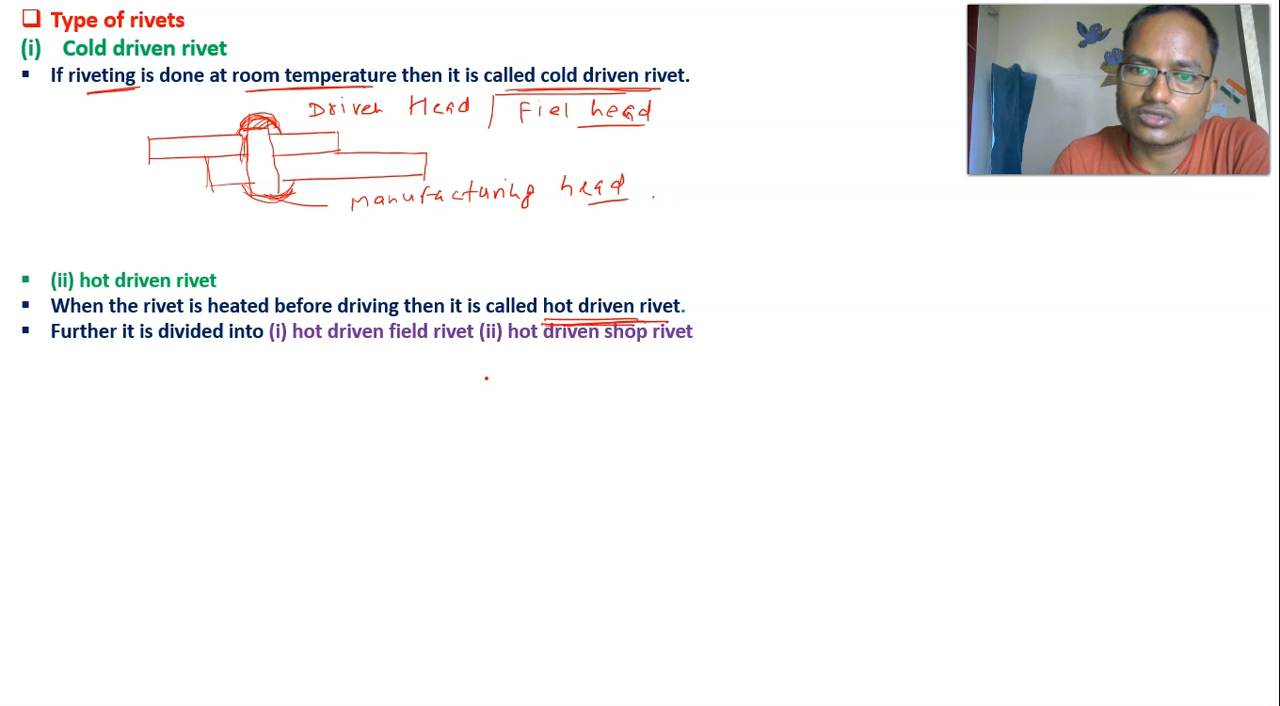 Type of rivets
(i) Cold driven rivet
If riveting is done at room temperature then it is called cold driven rivet.
Driven Head / Fiel head
manufacturing head.
(ii) hot driven rivet
When the rivet is heated before driving then it is called hot driven rivet.
Further it is divided into (i) hot driven field rivet (ii) hot driven shop rivet